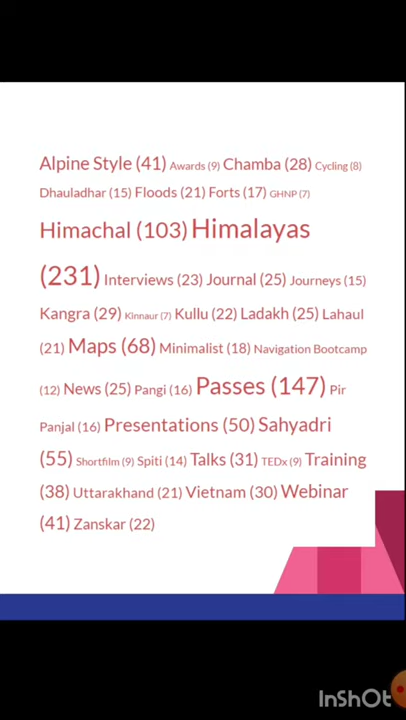 Alpine Style (41) Awards (9) Chamba (28) Cycling (8)
Dhauladhar (15) Floods (21) Forts (17) GHNP (7)
Himachal (103) Himalayas
(231) Interviews (23) Journal (25) Journeys (15)
Kangra (29) Kinnaur (7) Kullu (22) Ladakh (25) Lahaul
(21) Maps (68) Minimalist (18) Navigation Bootcamp
(12) News (25) Pangi (16) Passes (147) Pir
Panjal (16) Presentations (50) Sahyadri
(55) Shortfilm (9) Spiti (14) Talks (31) TEDx (9) Training
(38) Uttarakhand (21) Vietnam (30) Webinar
(41) Zanskar (22)
InShOt